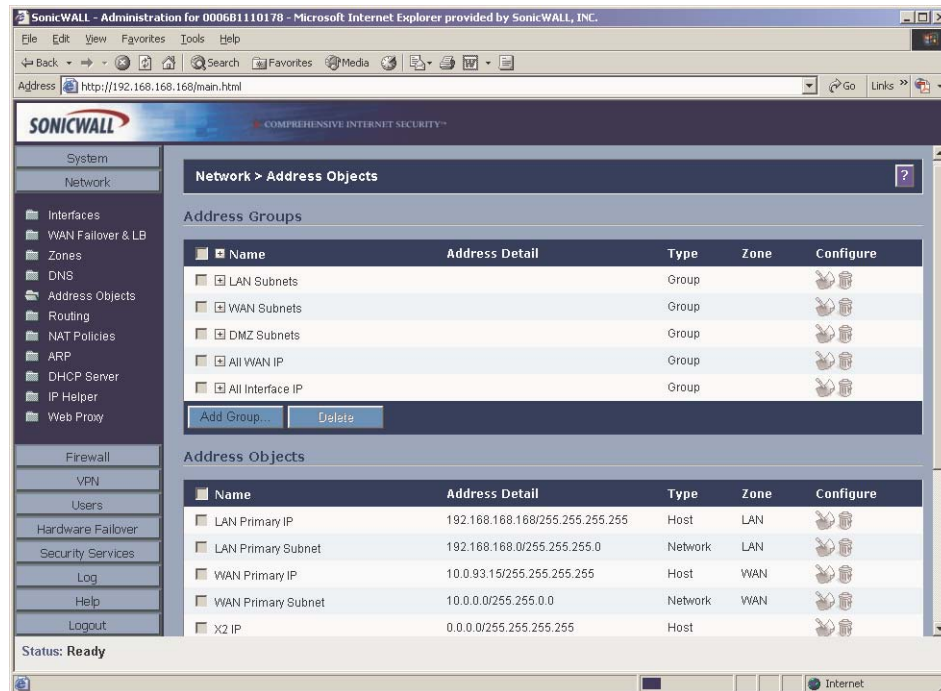 SonicWALL - Administration for 0006B1110178 - Microsoft Internet Explorer provided by SonicWALL, INC.
File Edit View Favorites Tools Help
Back Search Favorites Media
Address http://192.168.168.168/main.html Go Links »
SONICWALL COMPREHENSIVE INTERNET SECURITY™
System
Network
Interfaces
WAN Failover & LB
Zones
DNS
Address Objects
Routing
NAT Policies
ARP
DHCP Server
IP Helper
Web Proxy
Firewall
VPN
Users
Hardware Failover
Security Services
Log
Help
Logout
Network > Address Objects ?
Address Groups
Name Address Detail Type Zone Configure
LAN Subnets Group
WAN Subnets Group
DMZ Subnets Group
All WAN IP Group
All Interface IP Group
Add Group... Delete
Address Objects
Name Address Detail Type Zone Configure
LAN Primary IP 192.168.168.168/255.255.255.255 Host LAN
LAN Primary Subnet 192.168.168.0/255.255.255.0 Network LAN
WAN Primary IP 10.0.93.15/255.255.255.255 Host WAN
WAN Primary Subnet 10.0.0.0/255.255.0.0 Network WAN
X2 IP 0.0.0.0/255.255.255.255 Host
Status: Ready
Internet